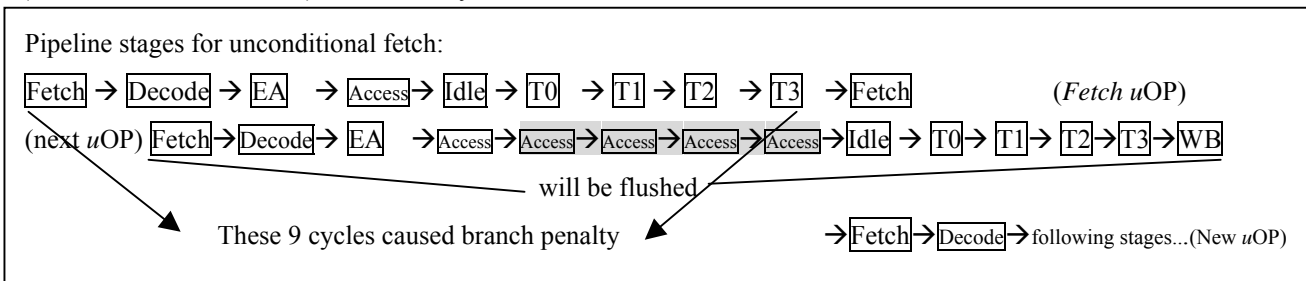 Pipeline stages for unconditional fetch:
Fetch → Decode → EA → Access → Idle → T0 → T1 → T2 → T3 → Fetch (Fetch uOP)
(next uOP) Fetch → Decode → EA → Access → Access → Access → Access → Access → Idle → T0 → T1 → T2 → T3 → WB
will be flushed
These 9 cycles caused branch penalty → Fetch → Decode → following stages...(New uOP)